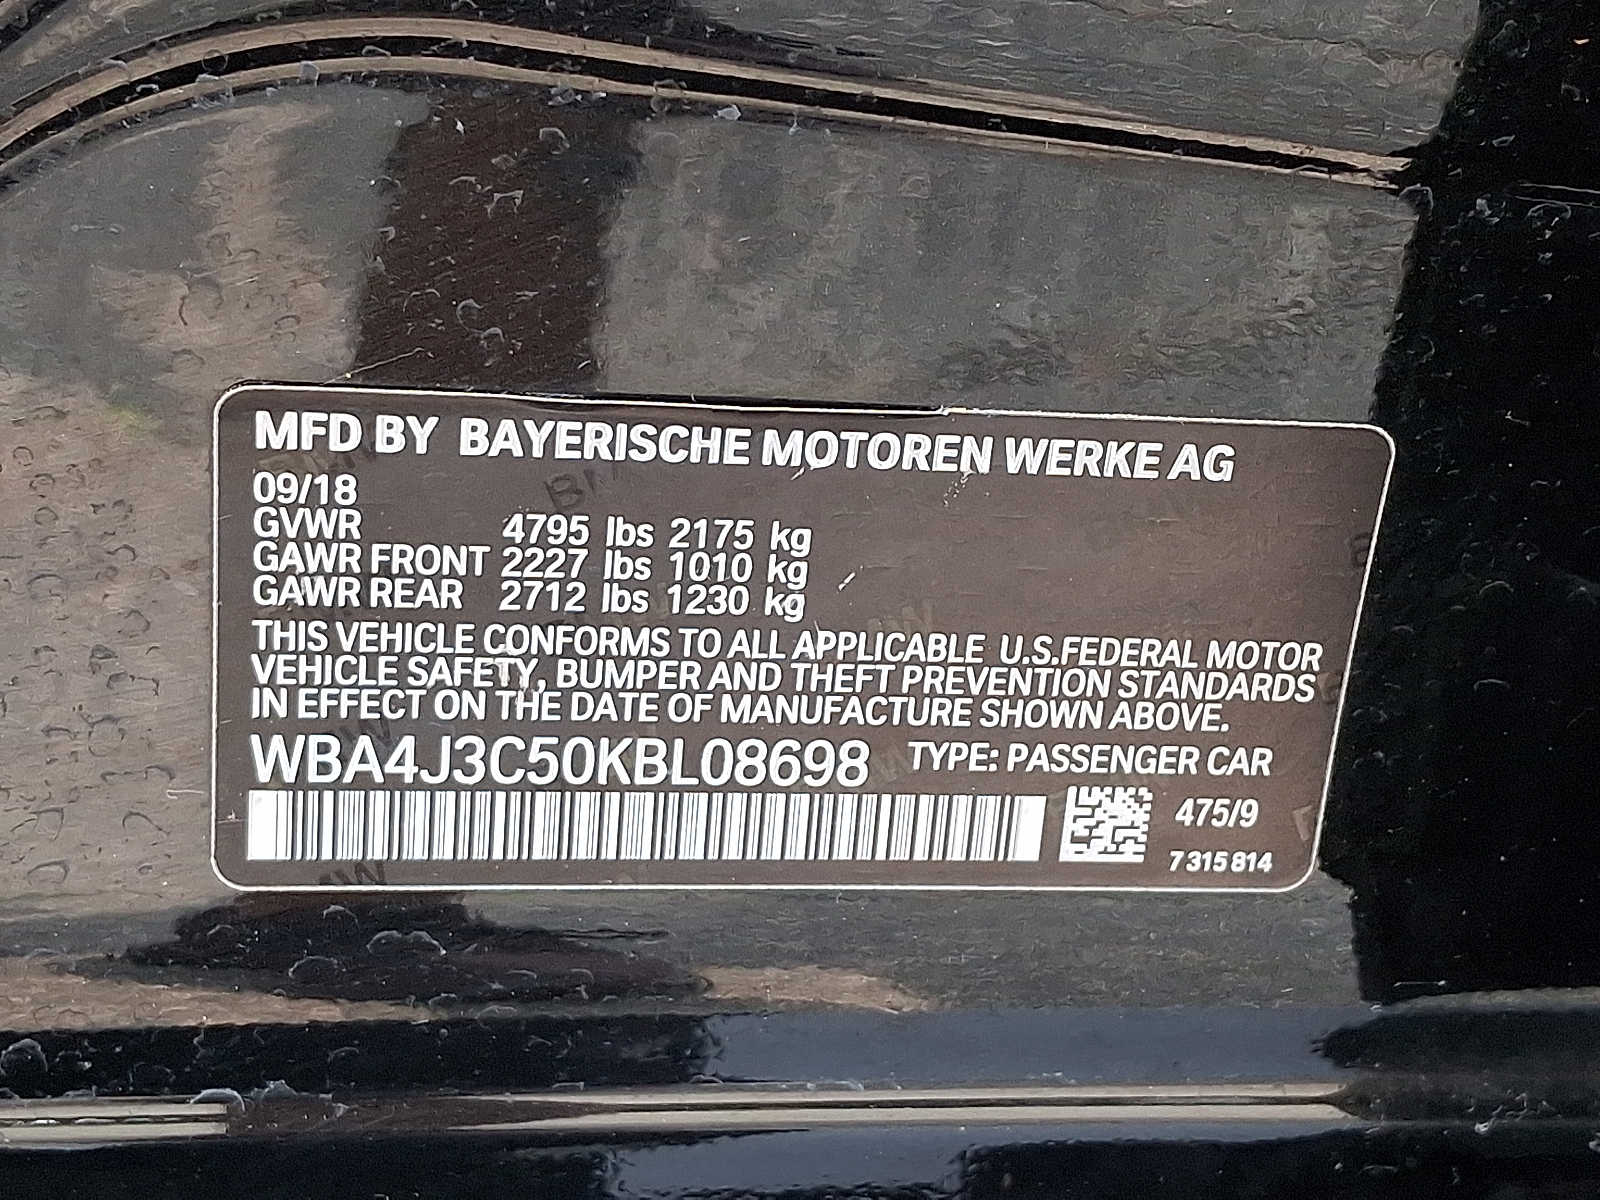 MFD BY BAYERISCHE MOTOREN WERKE AG
09/18
GVWR 4795 lbs 2175 kg
GAWR FRONT 2227 lbs 1010 kg
GAWR REAR 2712 lbs 1230 kg
THIS VEHICLE CONFORMS TO ALL APPLICABLE U.S.FEDERAL MOTOR
VEHICLE SAFETY, BUMPER AND THEFT PREVENTION STANDARDS
IN EFFECT ON THE DATE OF MANUFACTURE SHOWN ABOVE.
WBA4J3C50KBL08698 TYPE: PASSENGER CAR
475/9
7 315 814